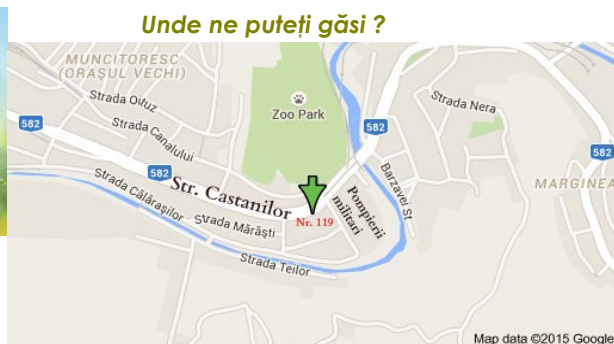 Unde ne puteți găsi ?
MUNCITORESC
(ORAȘUL VECHI)
Strada Oituz
Zoo Park
Strada Nera
582
582
Strada Canalului
582
582
Str. Castanilor
Barzavei St
MARGINEA
Strada Călărașilor
Pompierii
militari
Nr. 119
Strada Mărăști
Strada Teilor
Map data ©2015 Google